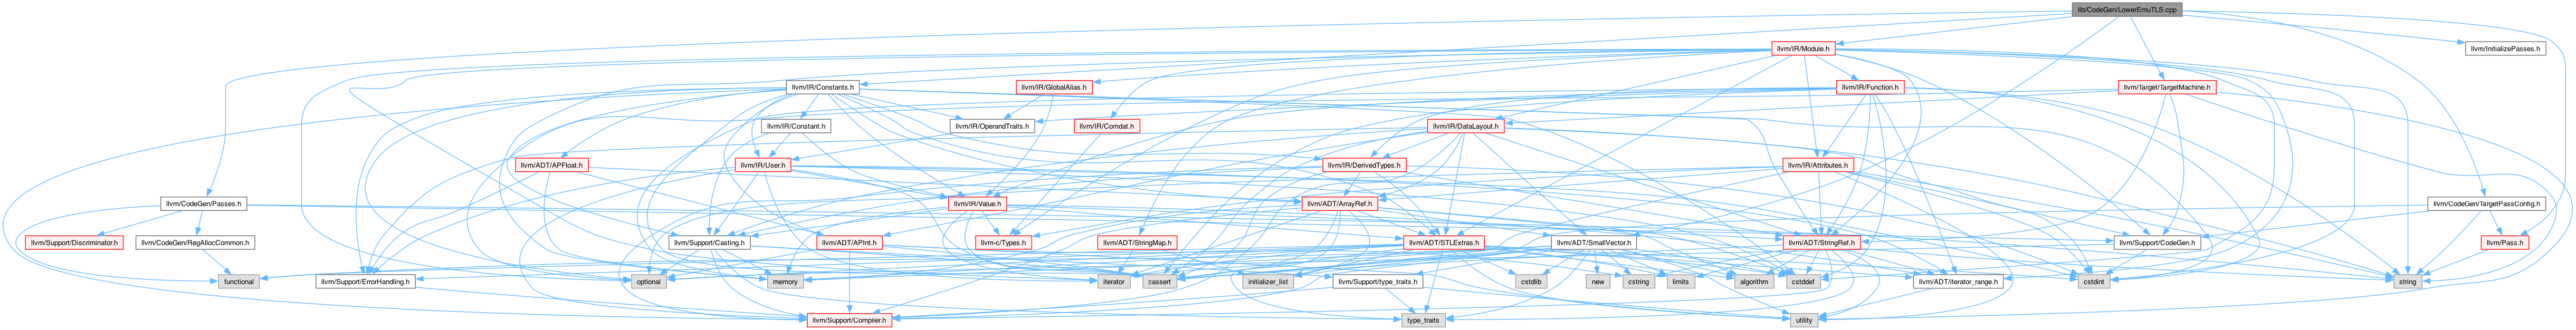 lib/CodeGen/LowerEmuTLS.cpp
llvm/IR/Module.h
llvm/InitializePasses.h
llvm/IR/Constants.h
llvm/IR/GlobalAlias.h
llvm/IR/Function.h
llvm/Target/TargetMachine.h
llvm/IR/Constant.h
llvm/IR/OperandTraits.h
llvm/IR/Comdat.h
llvm/IR/DataLayout.h
llvm/ADT/APFloat.h
llvm/IR/User.h
llvm/IR/DerivedTypes.h
llvm/IR/Attributes.h
llvm/CodeGen/Passes.h
llvm/IR/Value.h
llvm/ADT/ArrayRef.h
llvm/CodeGen/TargetPassConfig.h
llvm/Support/Discriminator.h
llvm/CodeGen/RegAllocCommon.h
llvm/Support/Casting.h
llvm/ADT/APInt.h
llvm-c/Types.h
llvm/ADT/StringMap.h
llvm/ADT/STLExtras.h
llvm/ADT/SmallVector.h
llvm/ADT/StringRef.h
llvm/Support/CodeGen.h
llvm/Pass.h
functional
llvm/Support/ErrorHandling.h
optional
memory
iterator
cassert
initializer_list
llvm/Support/type_traits.h
cstdlib
new
cstring
limits
algorithm
cstddef
llvm/ADT/iterator_range.h
cstdint
string
llvm/Support/Compiler.h
type_traits
utility